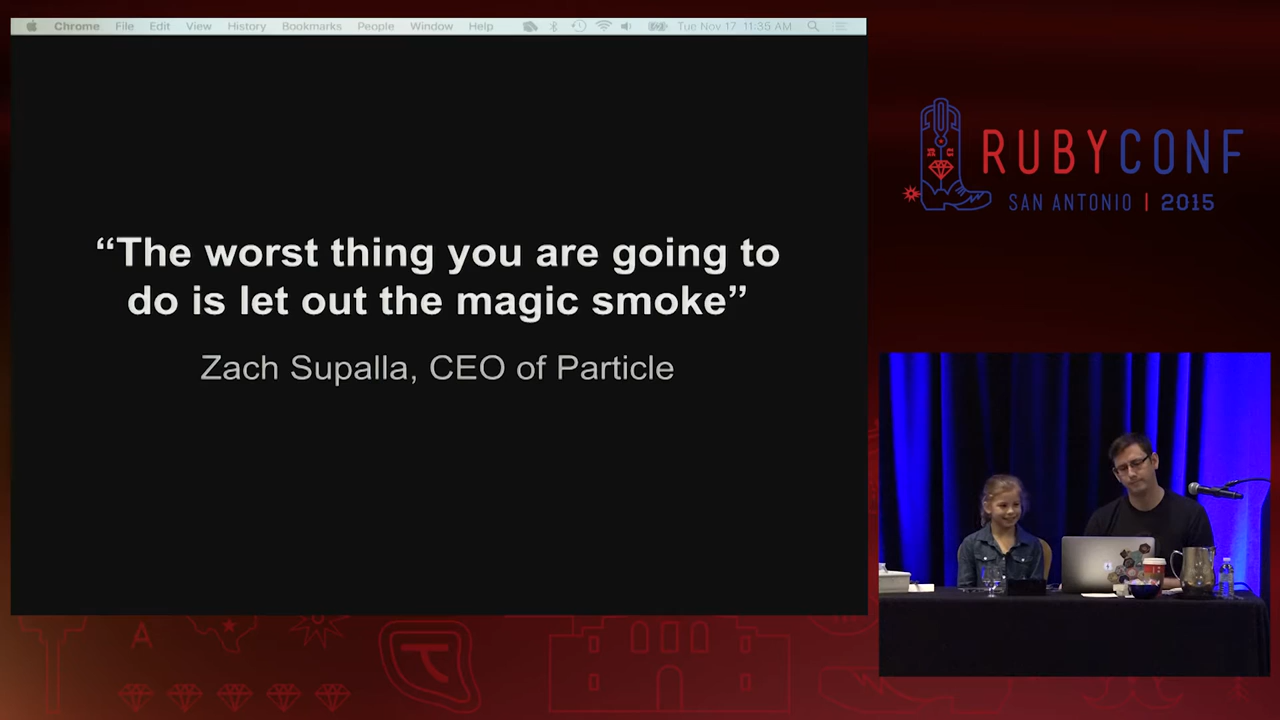 Chrome File Edit View History Bookmarks People Window Help Tue Nov 17 11:35 AM
“The worst thing you are going to
do is let out the magic smoke”
Zach Supalla, CEO of Particle
RUBYCONF
SAN ANTONIO | 2015
A